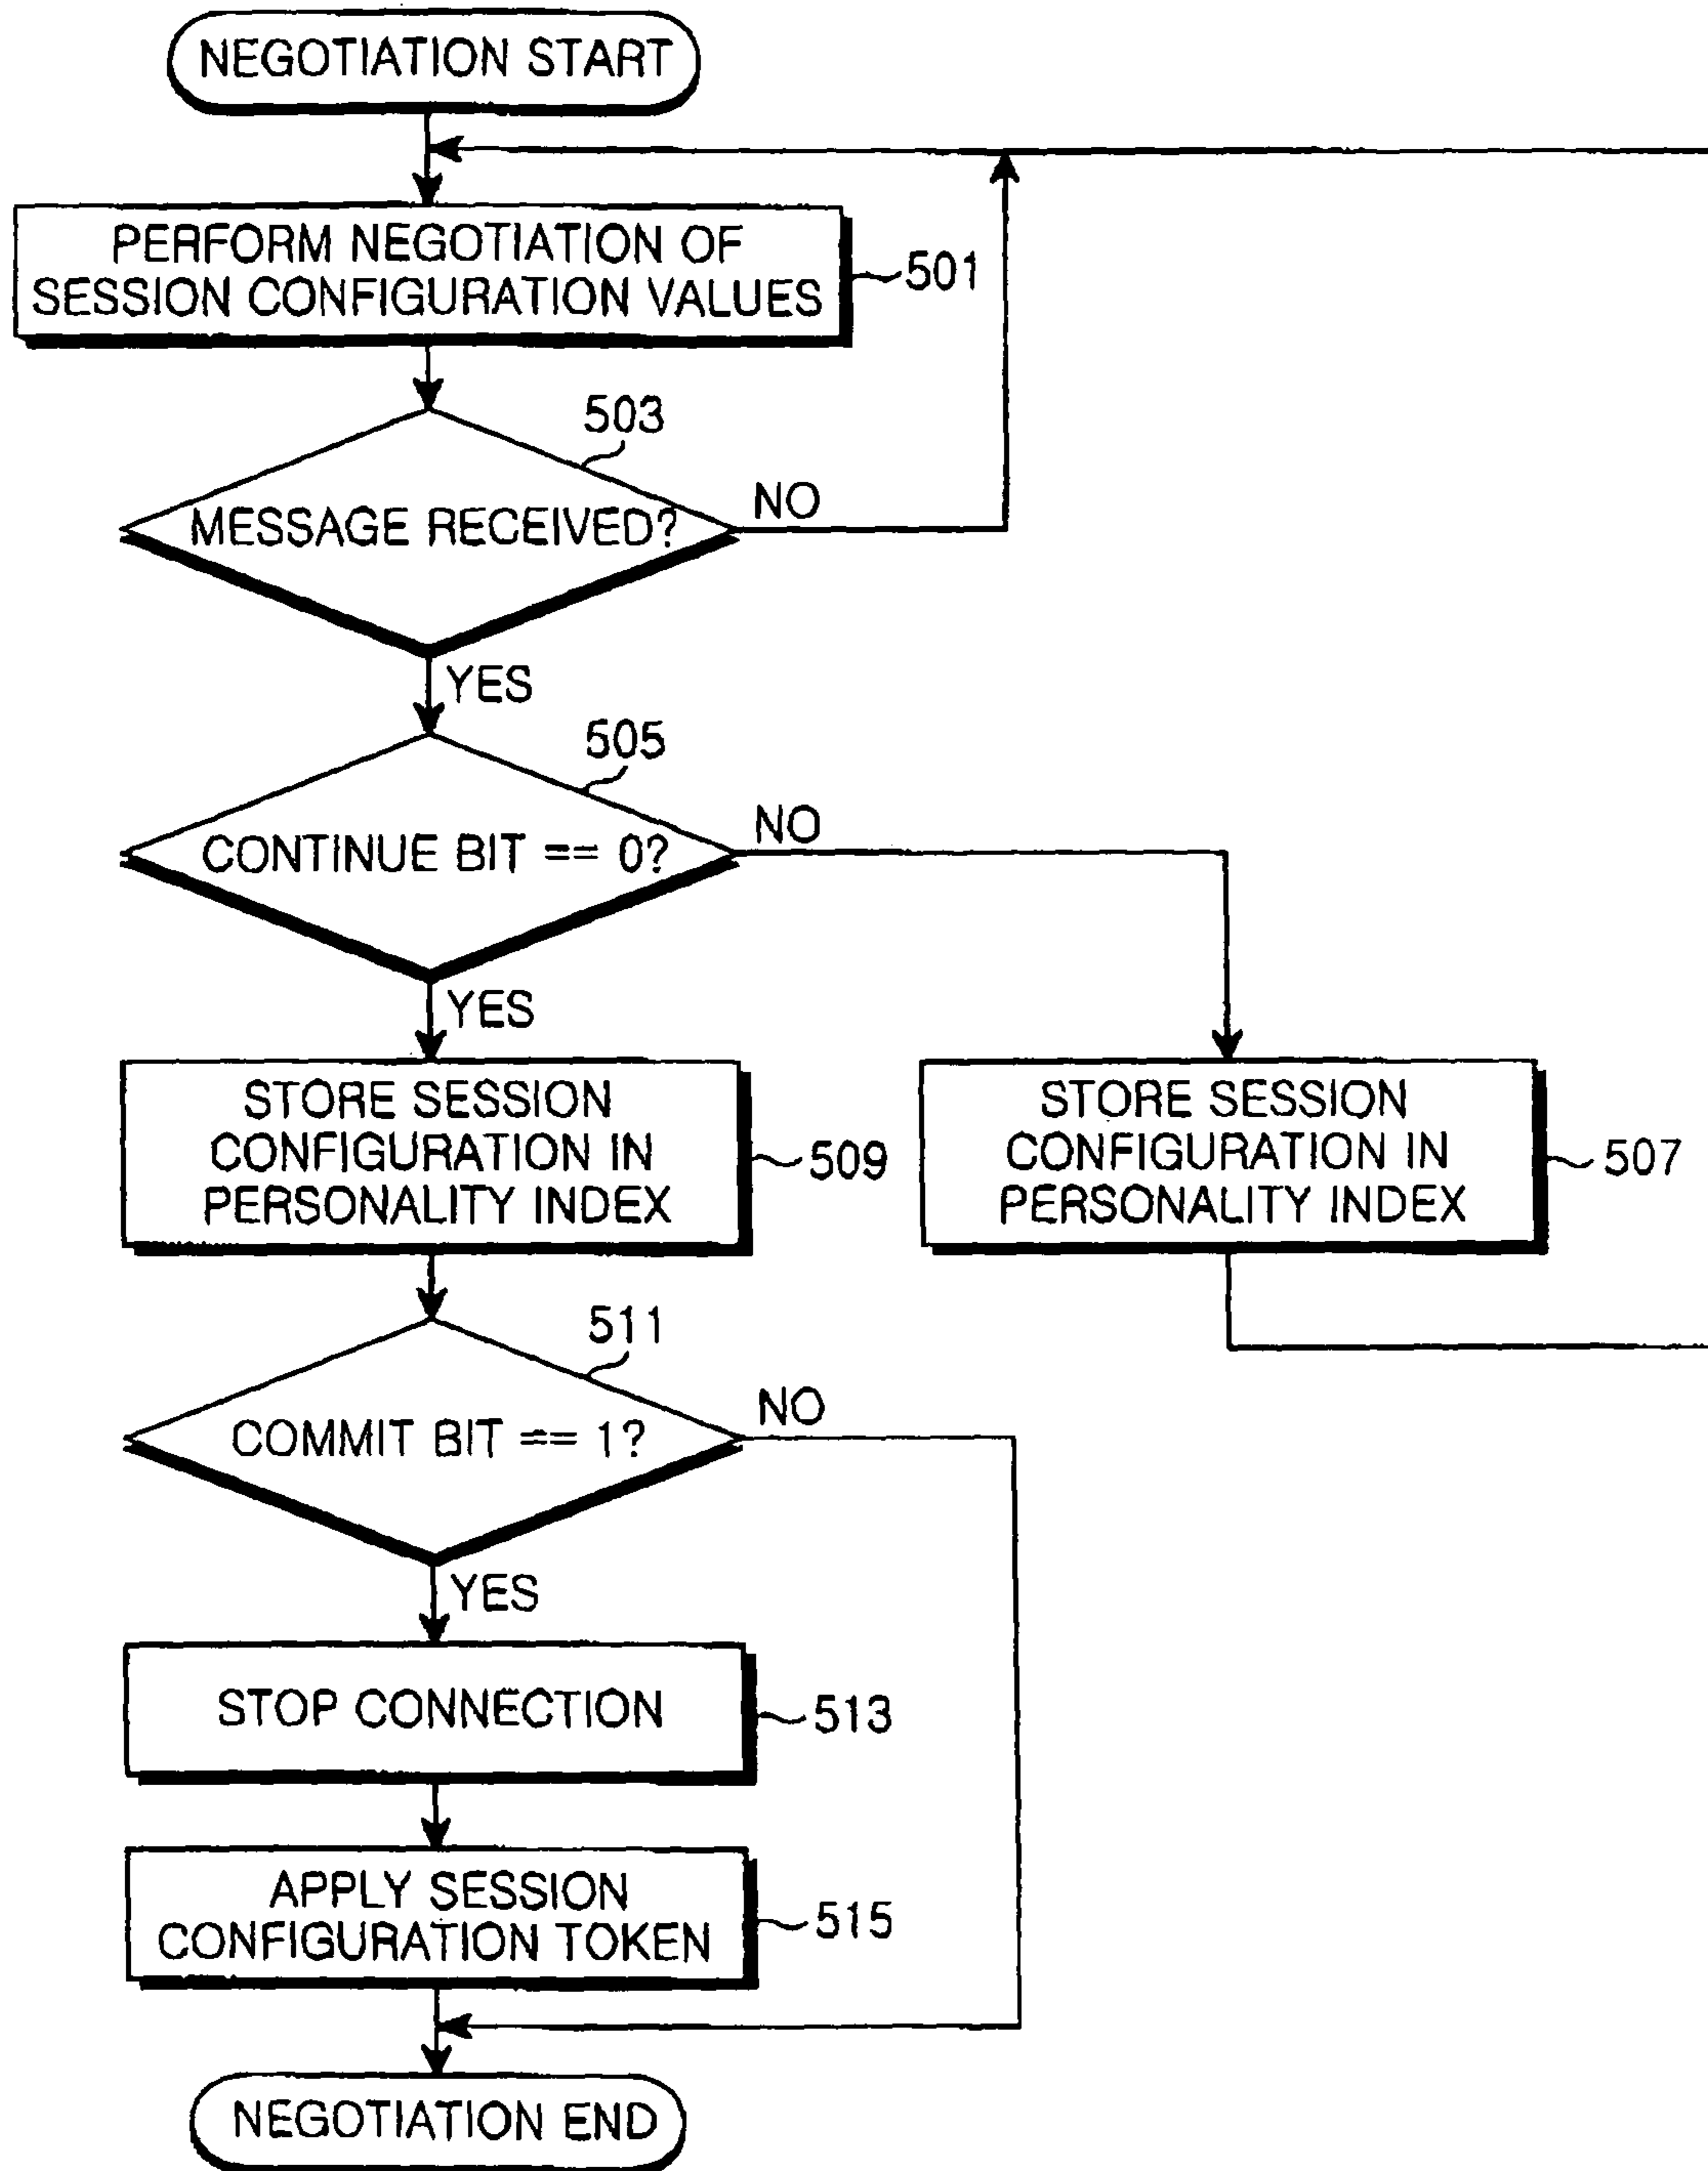 NEGOTIATION START
PERFORM NEGOTIATION OF
SESSION CONFIGURATION VALUES
501
503
MESSAGE RECEIVED?
NO
YES
505
CONTINUE BIT == 0?
NO
YES
STORE SESSION
CONFIGURATION IN
PERSONALITY INDEX
509
STORE SESSION
CONFIGURATION IN
PERSONALITY INDEX
507
511
COMMIT BIT == 1?
NO
YES
STOP CONNECTION
513
APPLY SESSION
CONFIGURATION TOKEN
515
NEGOTIATION END